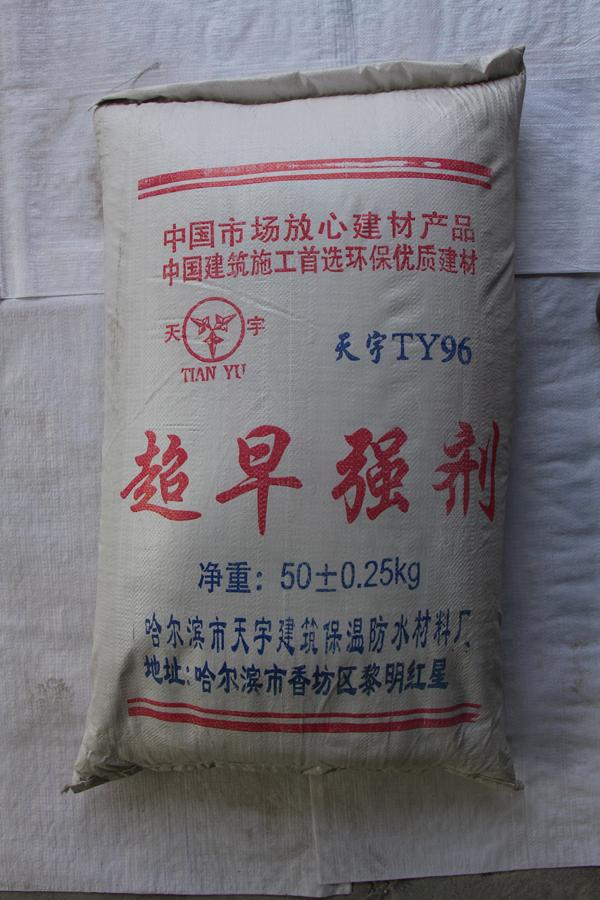 中国市场放心建材产品
中国建筑施工首选环保优质建材
天 宇
TIAN YU
天宇TY96
超早强剂
净重：50±0.25kg
哈尔滨市天宇建筑保温防水材料厂
地址：哈尔滨市香坊区黎明红星